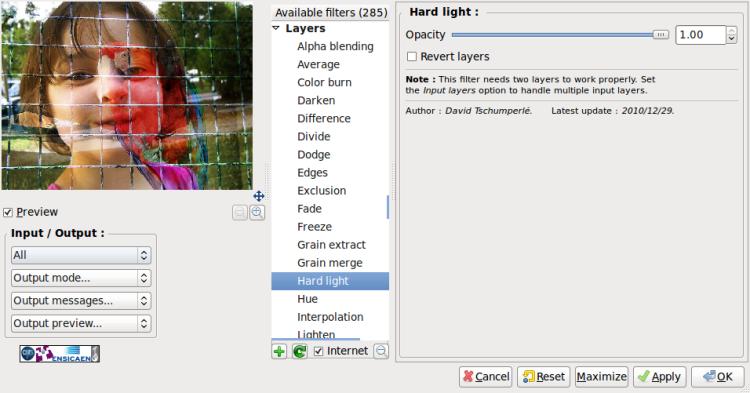 Available filters (285)
Layers
Alpha blending
Average
Color burn
Darken
Difference
Divide
Dodge
Edges
Exclusion
Fade
Freeze
Grain extract
Grain merge
Hard light
Hue
Interpolation
Lighten
Internet
Preview
Input / Output :
All
Output mode...
Output messages...
Output preview...
ENSICAEN
Hard light :
Opacity 1.00
Revert layers
Note : This filter needs two layers to work properly. Set
the Input layers option to handle multiple input layers.
Author : David Tschumperlé. Latest update : 2010/12/29.
Cancel Reset Maximize Apply OK